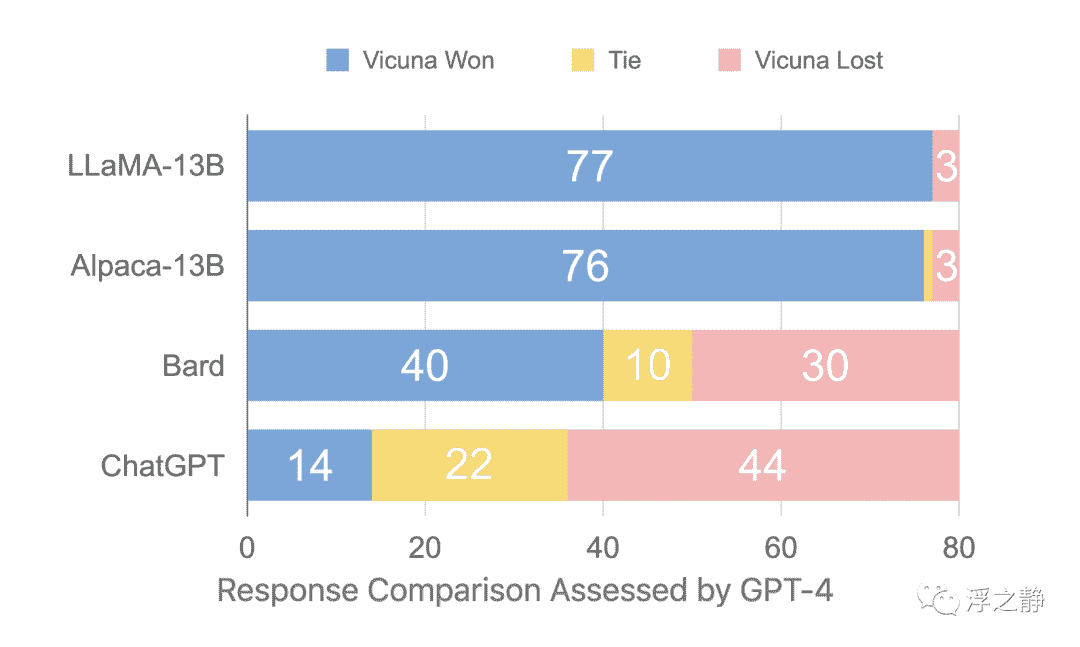 Vicuna Won Tie Vicuna Lost
LLaMA-13B 77 3
Alpaca-13B 76 3
Bard 40 10 30
ChatGPT 14 22 44
0 20 40 60 80
Response Comparison Assessed by GPT-4
浮之静